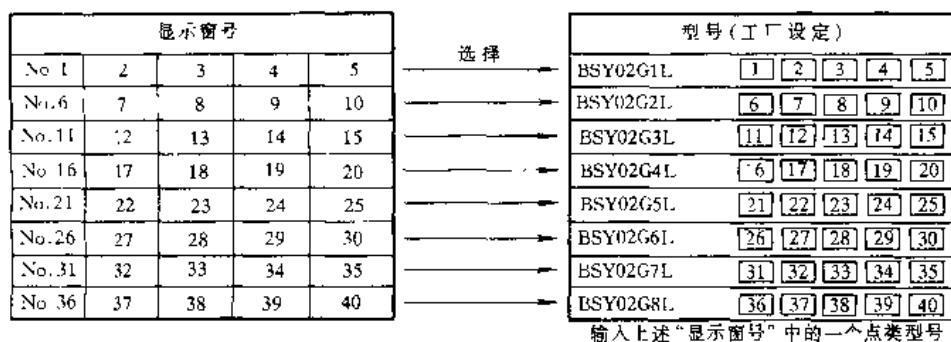 显示窗号 型号(工厂设定)
选择
No 1 2 3 4 5 BSY02G1L 1 2 3 4 5
No.6 7 8 9 10 BSY02G2L 6 7 8 9 10
No.11 12 13 14 15 BSY02G3L 11 12 13 14 15
No 16 17 18 19 20 BSY02G4L 16 17 18 19 20
No.21 22 23 24 25 BSY02G5L 21 22 23 24 25
No.26 27 28 29 30 BSY02G6L 26 27 28 29 30
No.31 32 33 34 35 BSY02G7L 31 32 33 34 35
No 36 37 38 39 40 BSY02G8L 36 37 38 39 40
输入上述“显示窗号”中的一个点类型号